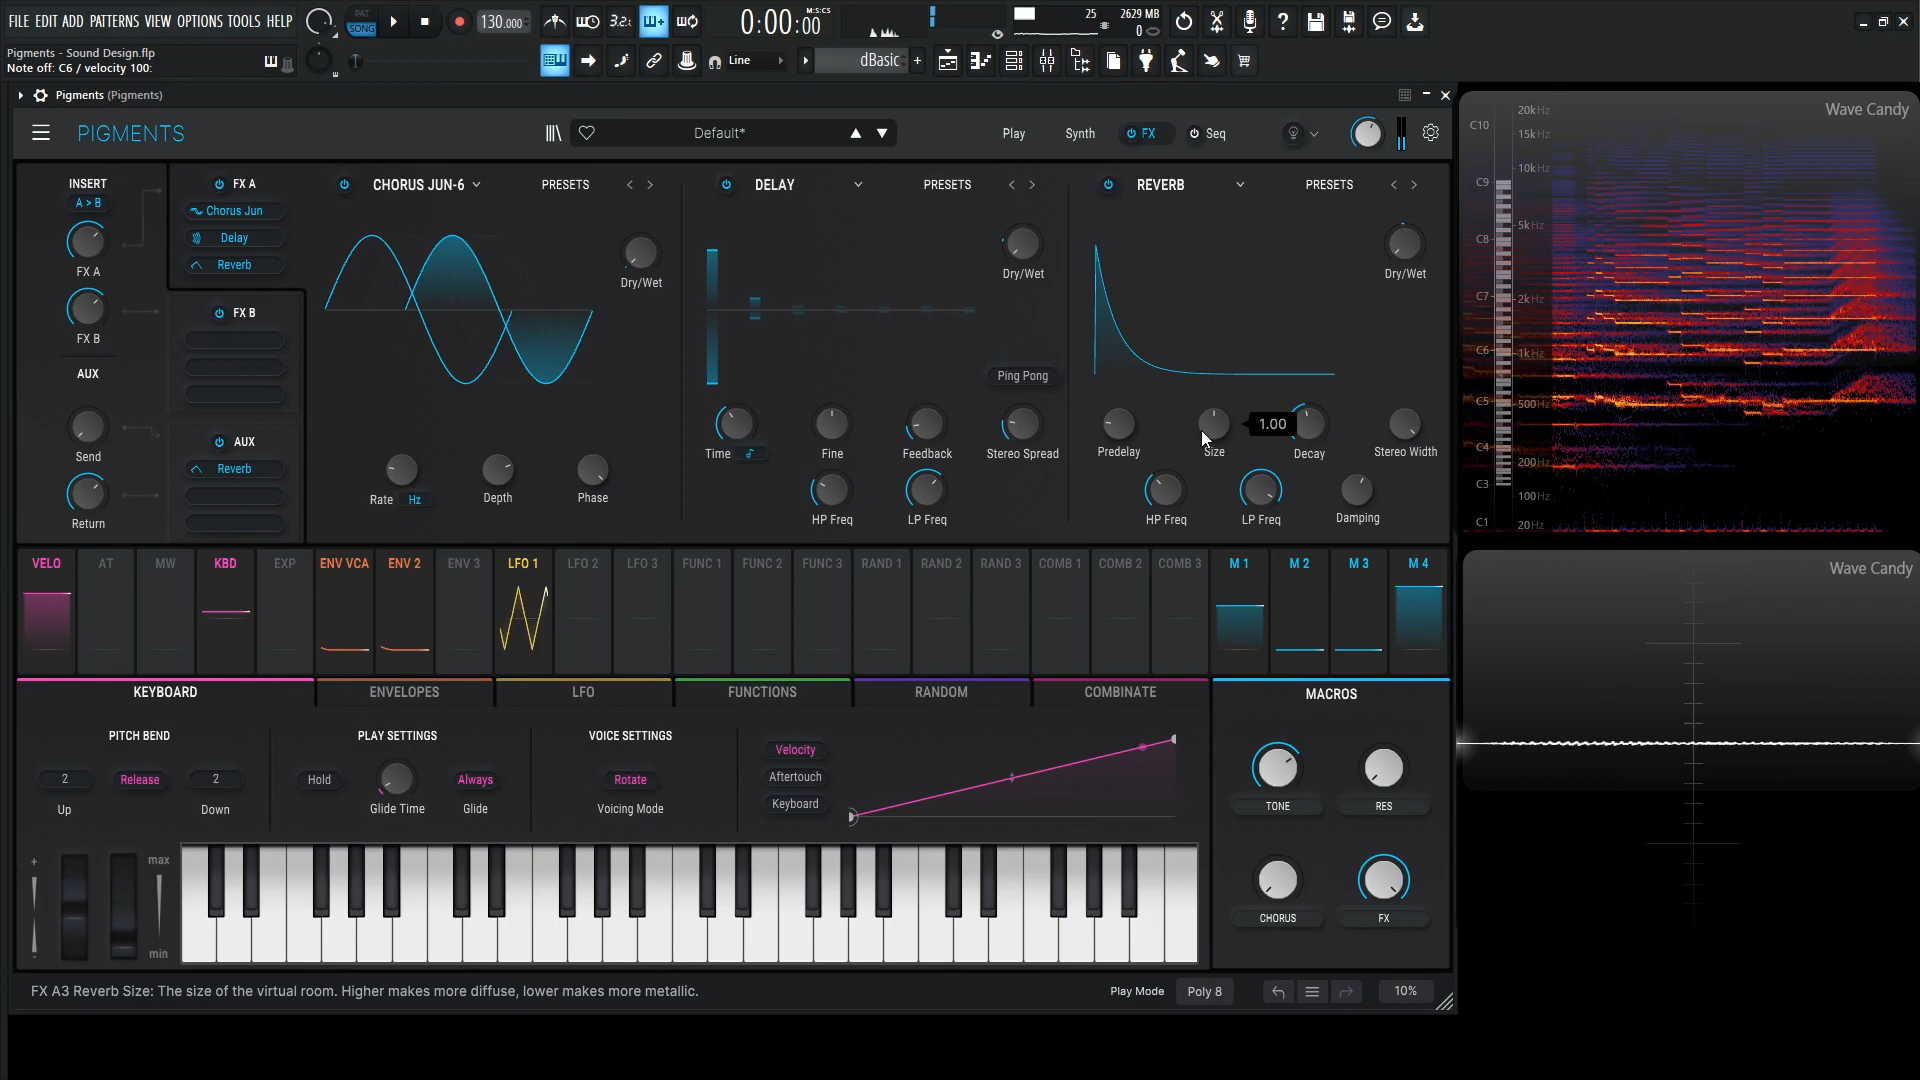 FILE EDIT ADD PATTERNS VIEW OPTIONS TOOLS HELP
PAT
SONG
130.000
3.2.
0:00:00
M:S:CS
25
2629 MB
0
Pigments - Sound Design.flp
Note off: C6 / velocity 100:
Line
dBasic
Pigments (Pigments)
PIGMENTS
Default*
Play
Synth
FX
Seq
INSERT
A > B
FX A
FX B
AUX
Send
Return
FX A
Chorus Jun
Delay
Reverb
FX B
AUX
Reverb
CHORUS JUN-6
PRESETS
Dry/Wet
Rate
Hz
Depth
Phase
DELAY
PRESETS
Dry/Wet
Ping Pong
Time
Fine
Feedback
Stereo Spread
HP Freq
LP Freq
REVERB
PRESETS
Dry/Wet
1.00
Predelay
Size
Decay
Stereo Width
HP Freq
LP Freq
Damping
VELO
AT
MW
KBD
EXP
ENV VCA
ENV 2
ENV 3
LFO 1
LFO 2
LFO 3
FUNC 1
FUNC 2
FUNC 3
RAND 1
RAND 2
RAND 3
COMB 1
COMB 2
COMB 3
M 1
M 2
M 3
M 4
KEYBOARD
ENVELOPES
LFO
FUNCTIONS
RANDOM
COMBINATE
MACROS
PITCH BEND
2
Release
2
Up
Down
PLAY SETTINGS
Hold
Always
Glide Time
Glide
VOICE SETTINGS
Rotate
Voicing Mode
Velocity
Aftertouch
Keyboard
TONE
RES
CHORUS
FX
+
-
max
min
FX A3 Reverb Size: The size of the virtual room. Higher makes more diffuse, lower makes more metallic.
Play Mode
Poly 8
10%
Wave Candy
C10
C9
C8
C7
C6
C5
C4
C3
C1
20kHz
15kHz
10kHz
5kHz
2kHz
1kHz
500Hz
200Hz
100Hz
20Hz
Wave Candy